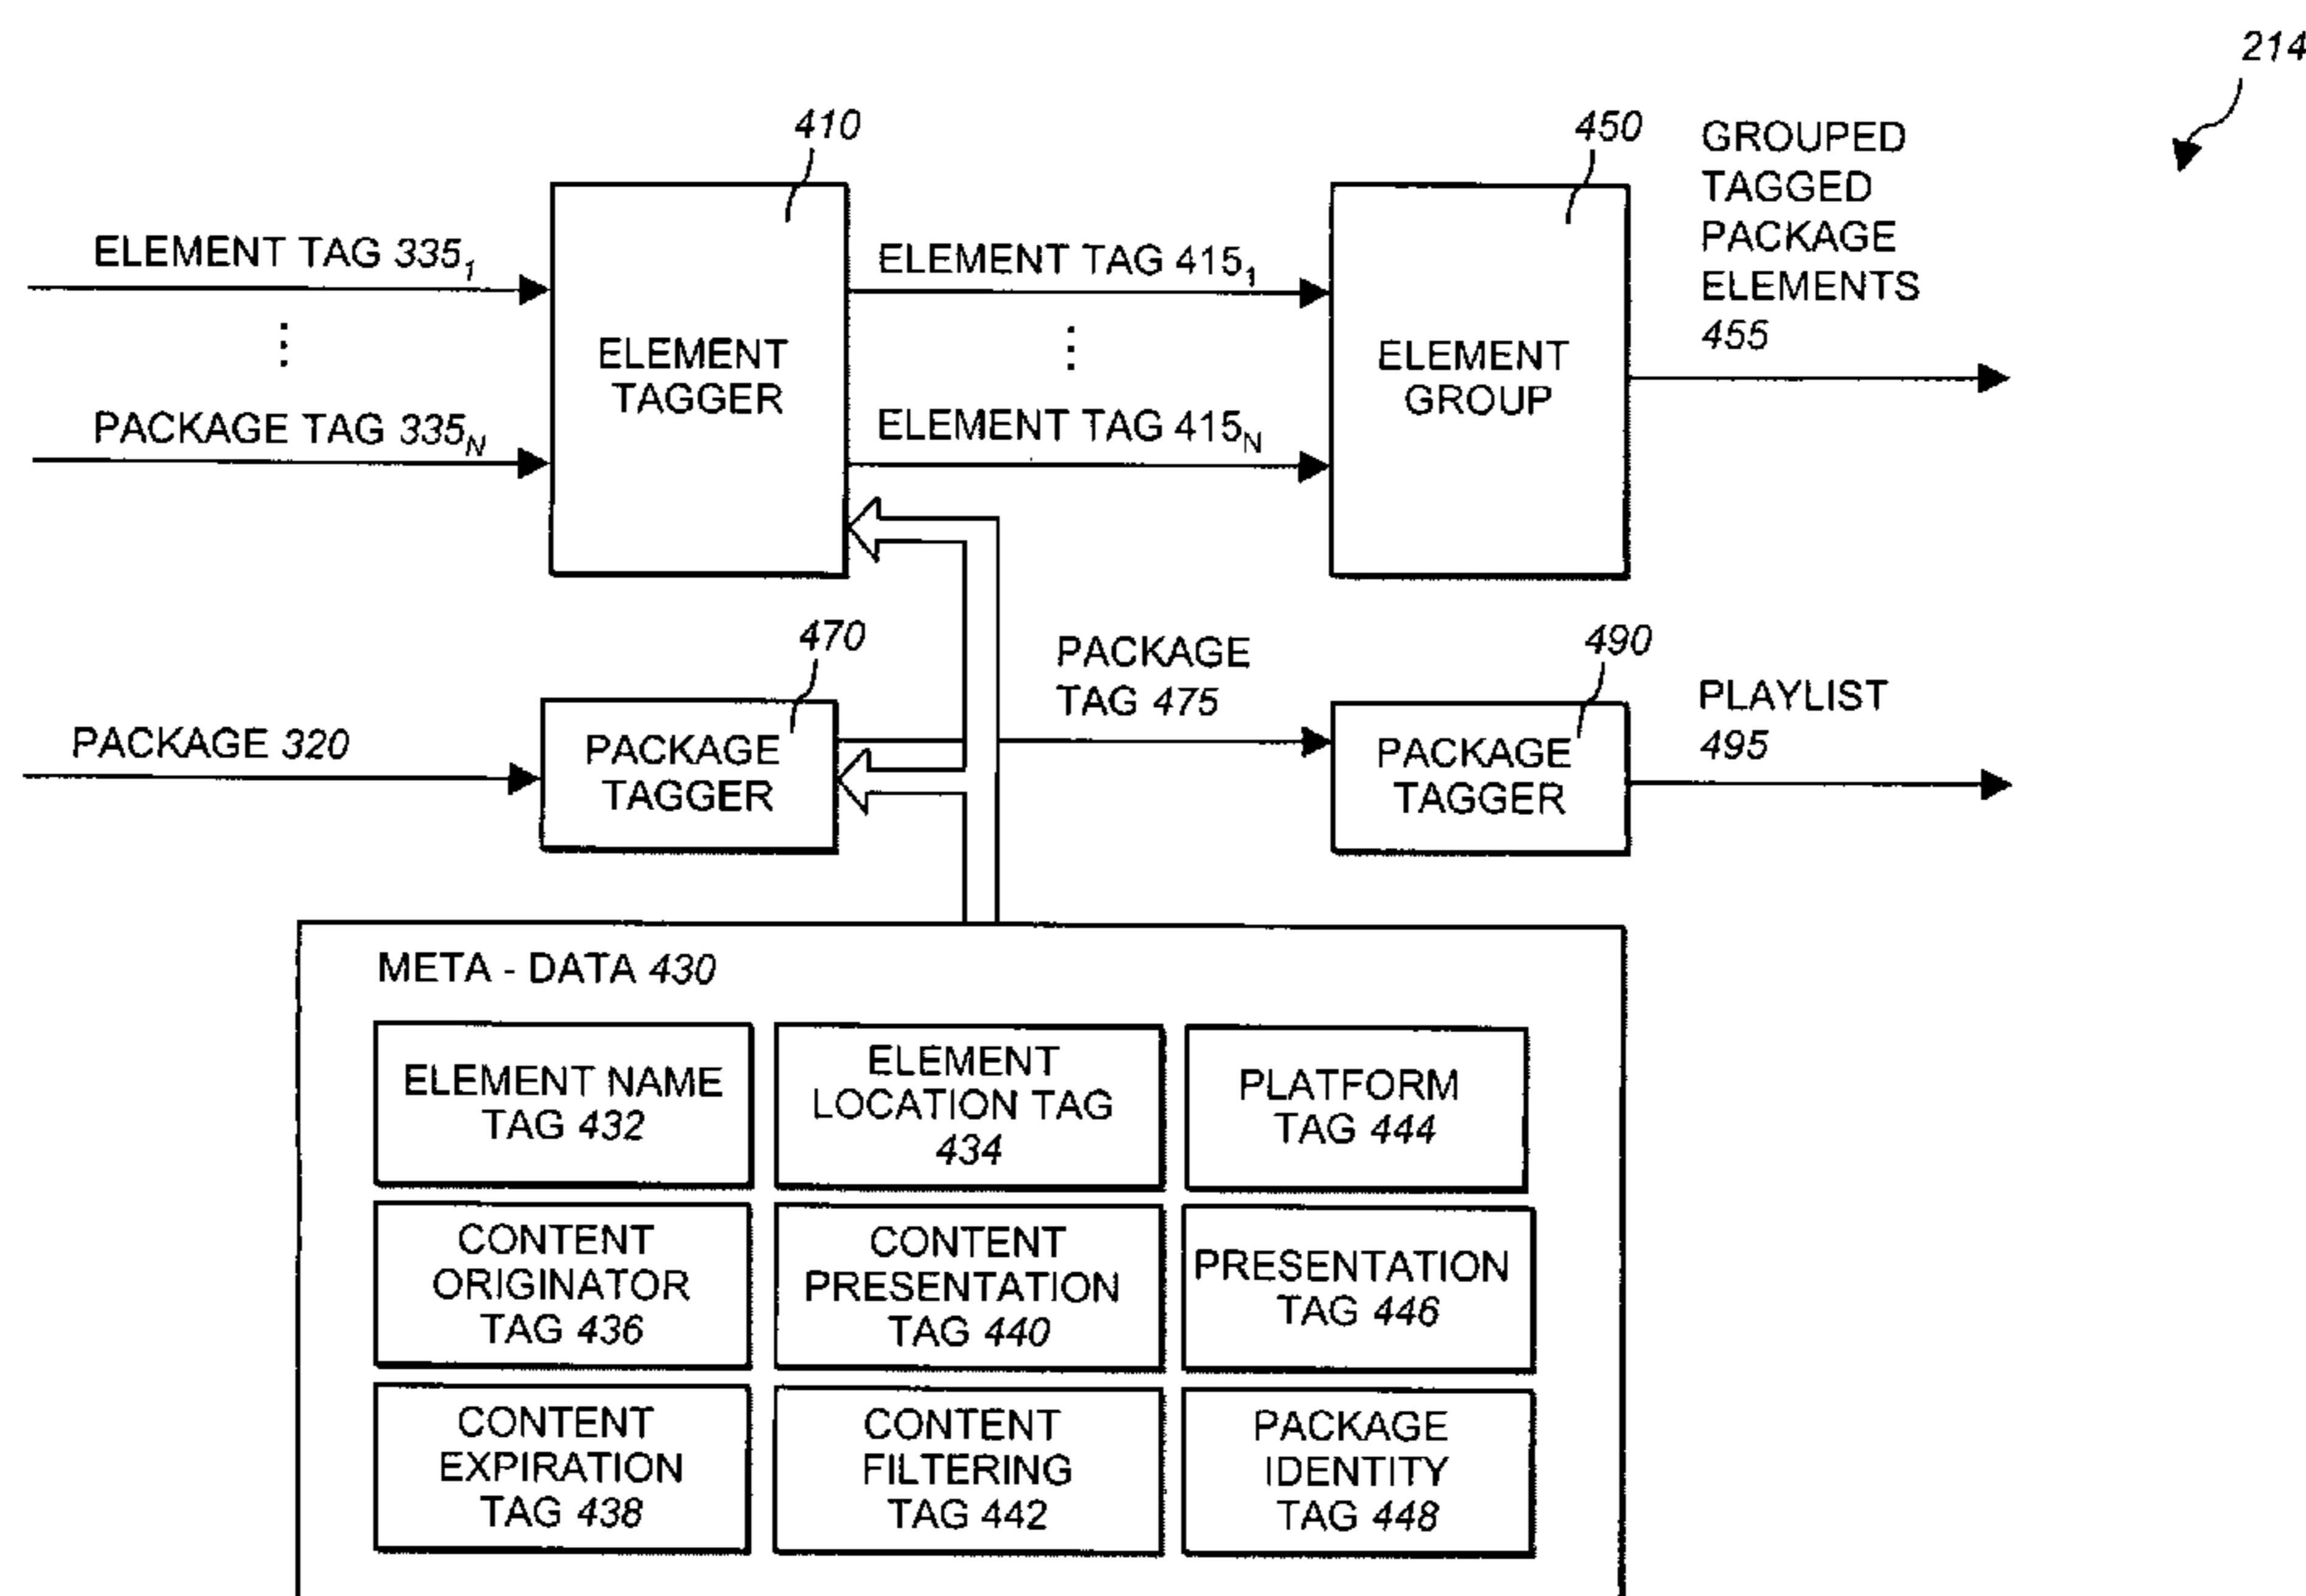 214
410
450
GROUPED
TAGGED
PACKAGE
ELEMENTS
455
ELEMENT TAG 335₁
ELEMENT TAG 415₁
ELEMENT
TAGGER
ELEMENT
GROUP
PACKAGE TAG 335N
ELEMENT TAG 415N
470
PACKAGE
TAG 475
490
PLAYLIST
495
PACKAGE 320
PACKAGE
TAGGER
PACKAGE
TAGGER
META - DATA 430
ELEMENT NAME
TAG 432
ELEMENT
LOCATION TAG
434
PLATFORM
TAG 444
CONTENT
ORIGINATOR
TAG 436
CONTENT
PRESENTATION
TAG 440
PRESENTATION
TAG 446
CONTENT
EXPIRATION
TAG 438
CONTENT
FILTERING
TAG 442
PACKAGE
IDENTITY
TAG 448